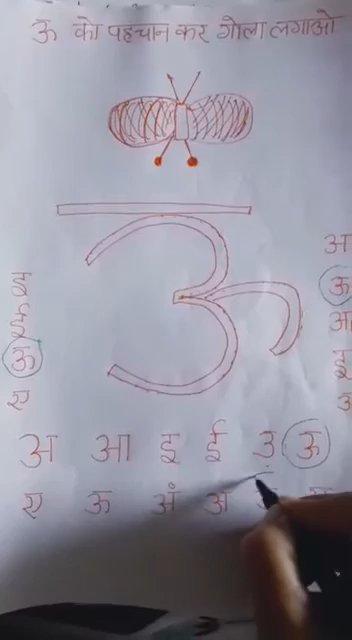 ऊ को पहचान कर गोला लगाओ
ऊ
इ
ई
ऊ
ए
अ
ऊ
आ
इ
अ आ इ ई उ ऊ
ए ऊ अं अ